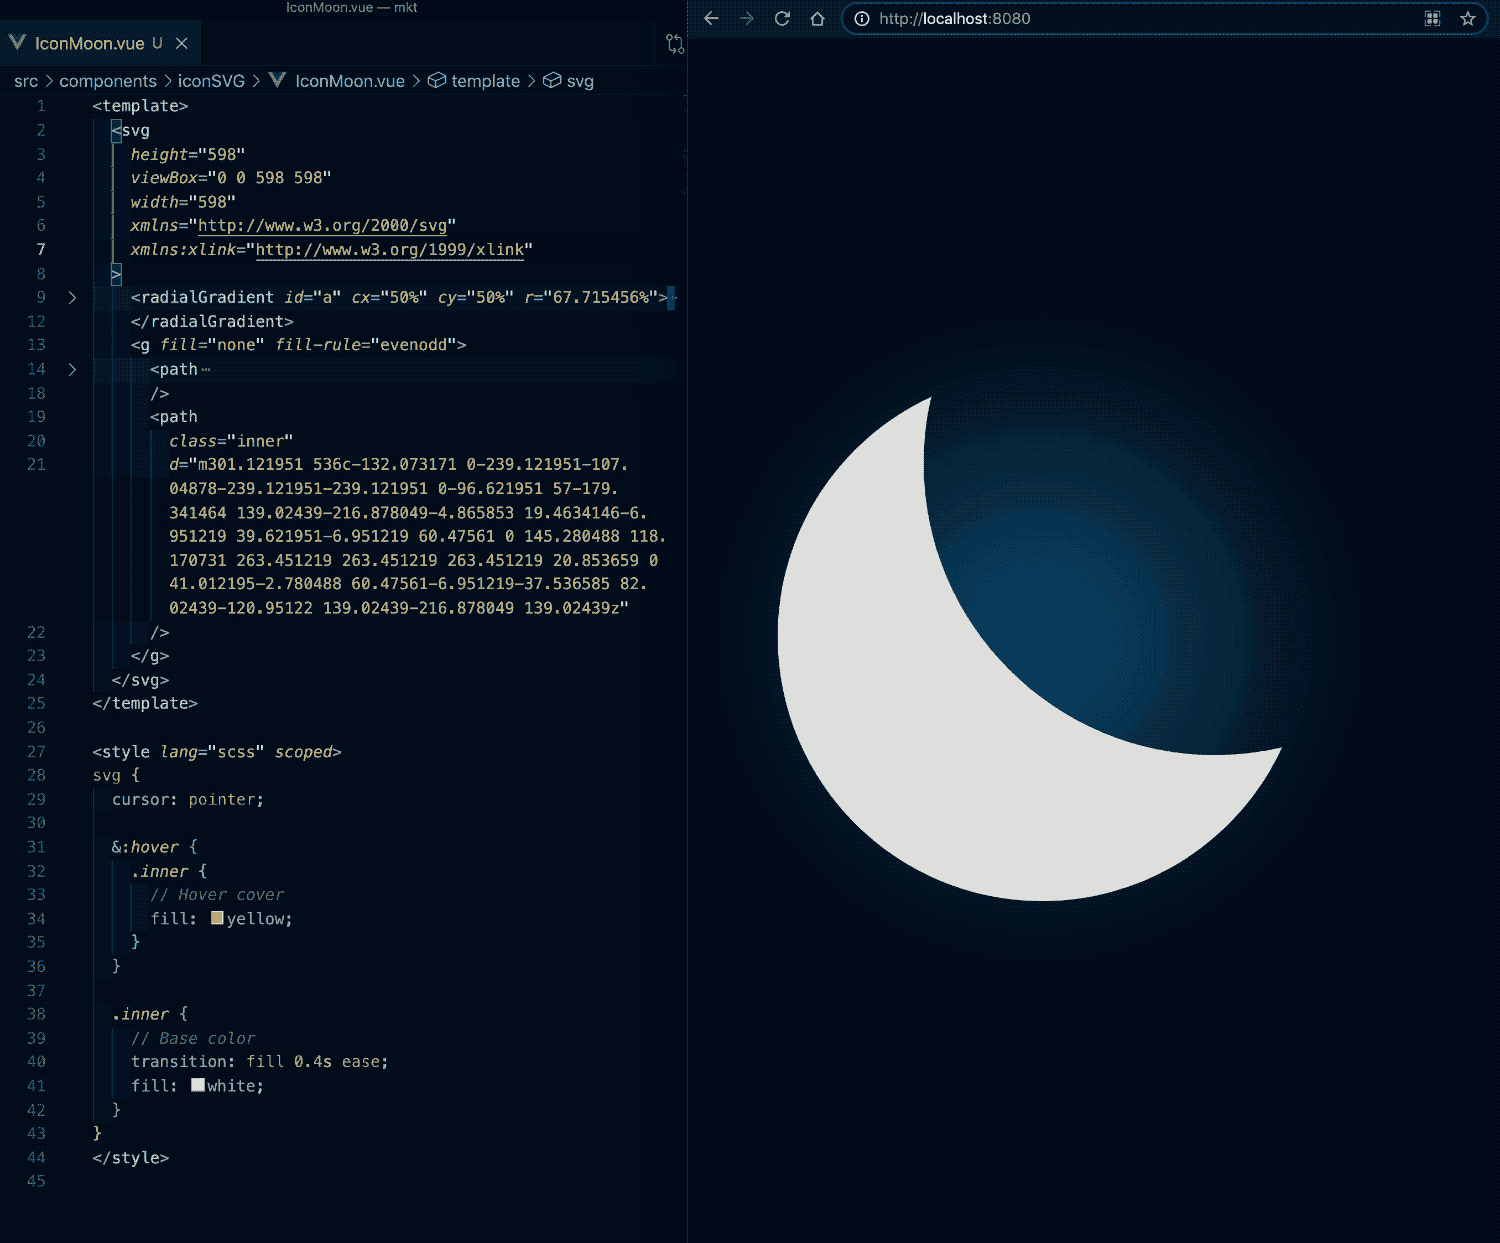 IconMoon.vue — mkt
IconMoon.vue U
http://localhost:8080
src > components > iconSVG > IconMoon.vue > template > svg
1 <template>
2 <svg
3 height="598"
4 viewBox="0 0 598 598"
5 width="598"
6 xmlns="http://www.w3.org/2000/svg"
7 xmlns:xlink="http://www.w3.org/1999/xlink"
8 >
9 <radialGradient id="a" cx="50%" cy="50%" r="67.715456%">
12 </radialGradient>
13 <g fill="none" fill-rule="evenodd">
14 <path…
18 />
19 <path
20 class="inner"
21 d="m301.121951 536c-132.073171 0-239.121951-107.
04878-239.121951-239.121951 0-96.621951 57-179.
341464 139.02439-216.878049-4.865853 19.4634146-6.
951219 39.621951-6.951219 60.47561 0 145.280488 118.
170731 263.451219 263.451219 263.451219 20.853659 0
41.012195-2.780488 60.47561-6.951219-37.536585 82.
02439-120.95122 139.02439-216.878049 139.02439z"
22 />
23 </g>
24 </svg>
25 </template>
26
27 <style lang="scss" scoped>
28 svg {
29 cursor: pointer;
30
31 &:hover {
32 .inner {
33 // Hover cover
34 fill: yellow;
35 }
36 }
37
38 .inner {
39 // Base color
40 transition: fill 0.4s ease;
41 fill: white;
42 }
43 }
44 </style>
45